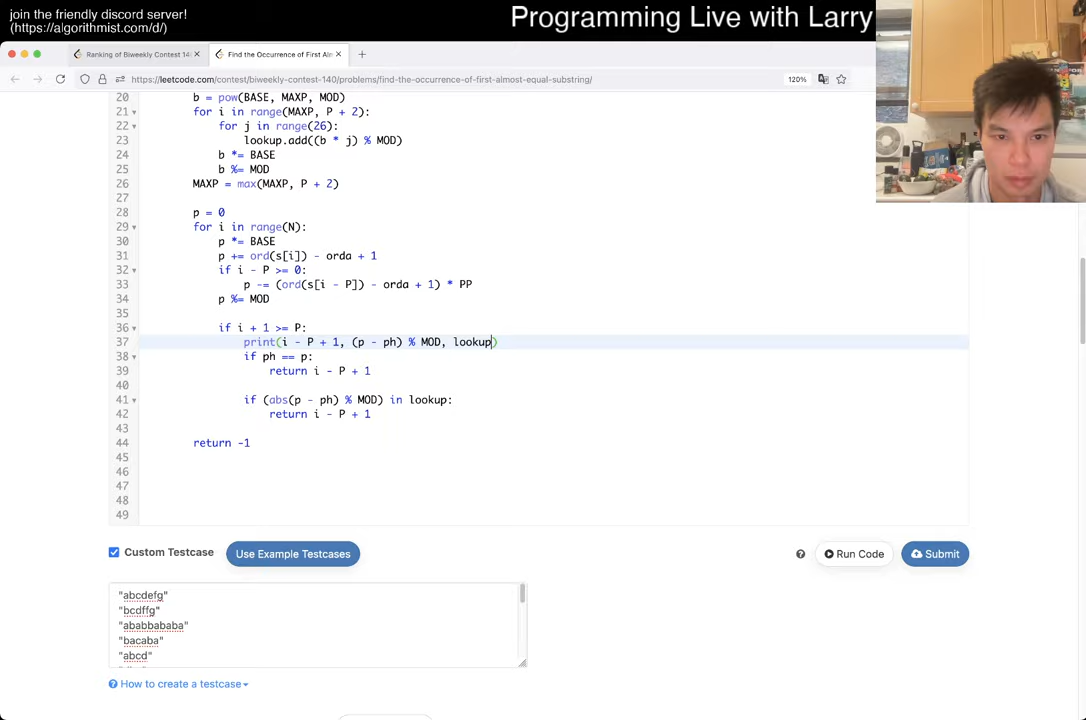 join the friendly discord server!
(https://algorithmist.com/d/)
Programming Live with Larry
Ranking of Biweekly Contest 14
Find the Occurrence of First Al
https://leetcode.com/contest/biweekly-contest-140/problems/find-the-occurrence-of-first-almost-equal-substring/
120%
20 b = pow(BASE, MAXP, MOD)
21 for i in range(MAXP, P + 2):
22 for j in range(26):
23 lookup.add((b * j) % MOD)
24 b *= BASE
25 b %= MOD
26 MAXP = max(MAXP, P + 2)
27
28 p = 0
29 for i in range(N):
30 p *= BASE
31 p += ord(s[i]) - orda + 1
32 if i - P >= 0:
33 p -= (ord(s[i - P]) - orda + 1) * PP
34 p %= MOD
35
36 if i + 1 >= P:
37 print(i - P + 1, (p - ph) % MOD, lookup)
38 if ph == p:
39 return i - P + 1
40
41 if (abs(p - ph) % MOD) in lookup:
42 return i - P + 1
43
44 return -1
45
46
47
48
49
Custom Testcase
Use Example Testcases
Run Code
Submit
"abcdefg"
"bcdffg"
"ababbababa"
"bacaba"
"abcd"
How to create a testcase